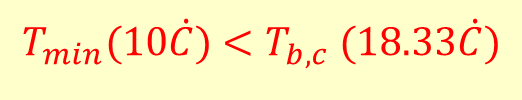 T_min(10Ċ) < T_b,c (18.33Ċ)